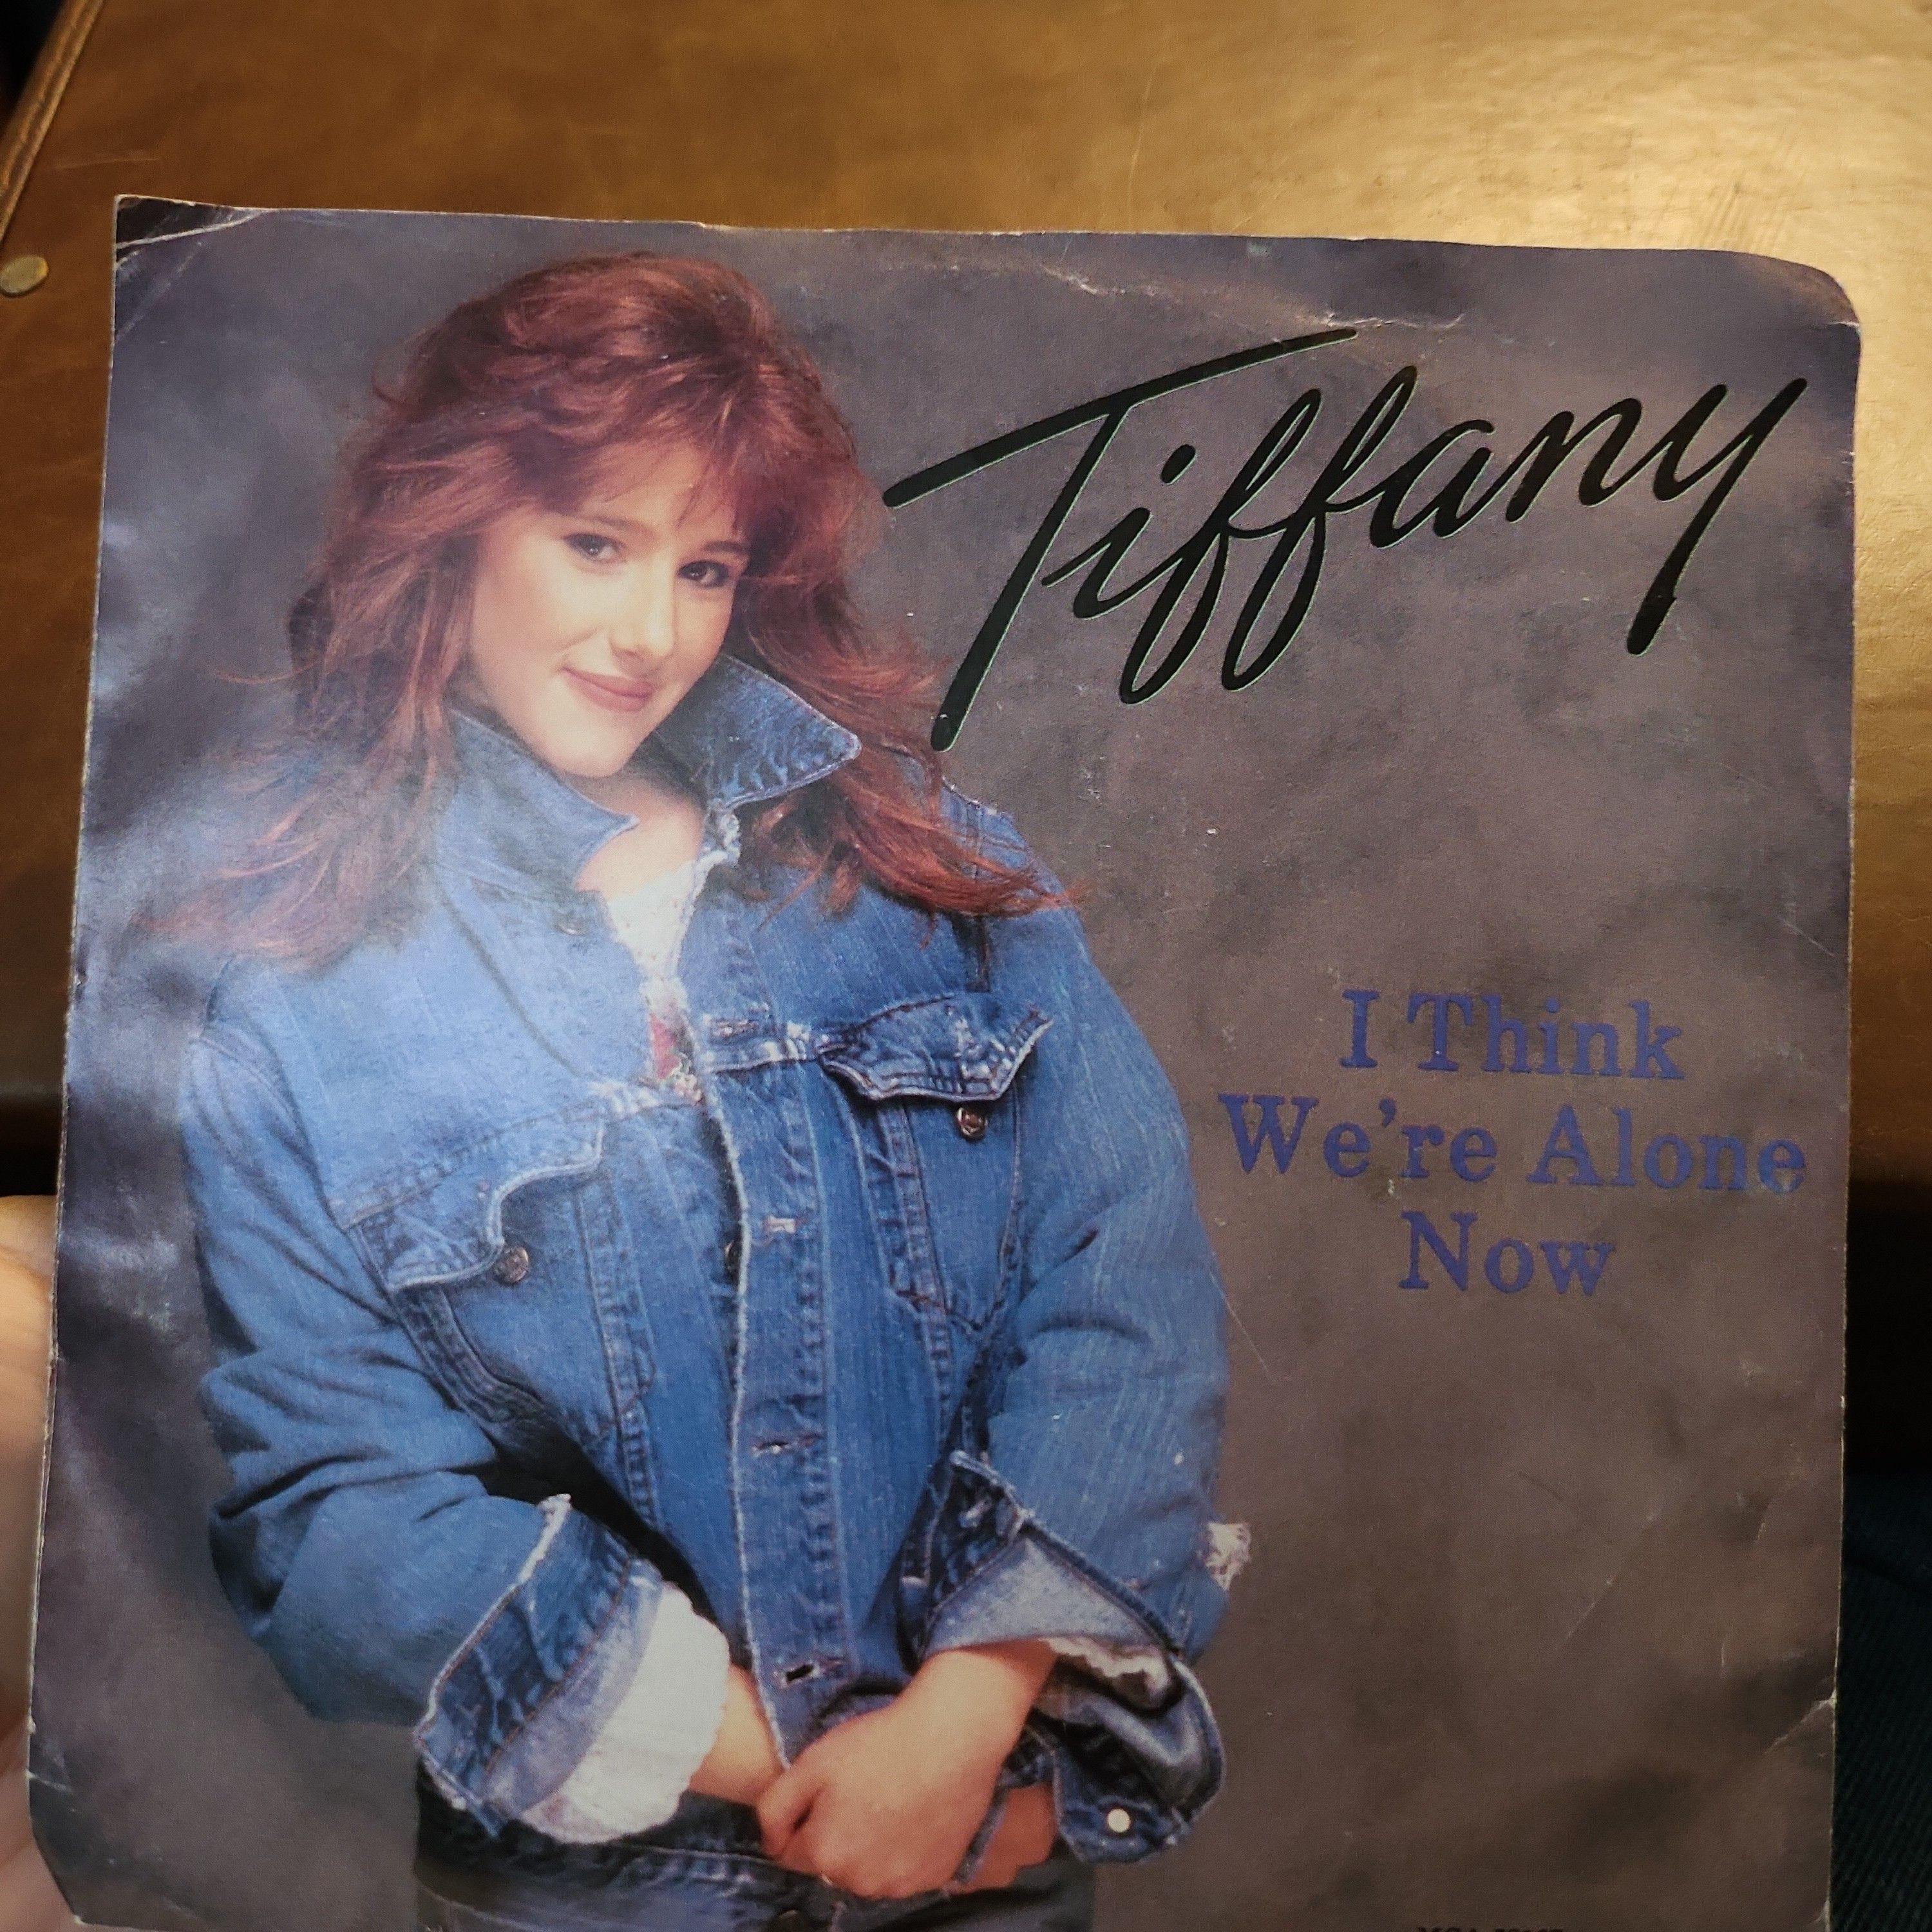 Tiffany
I Think
We're Alone
Now